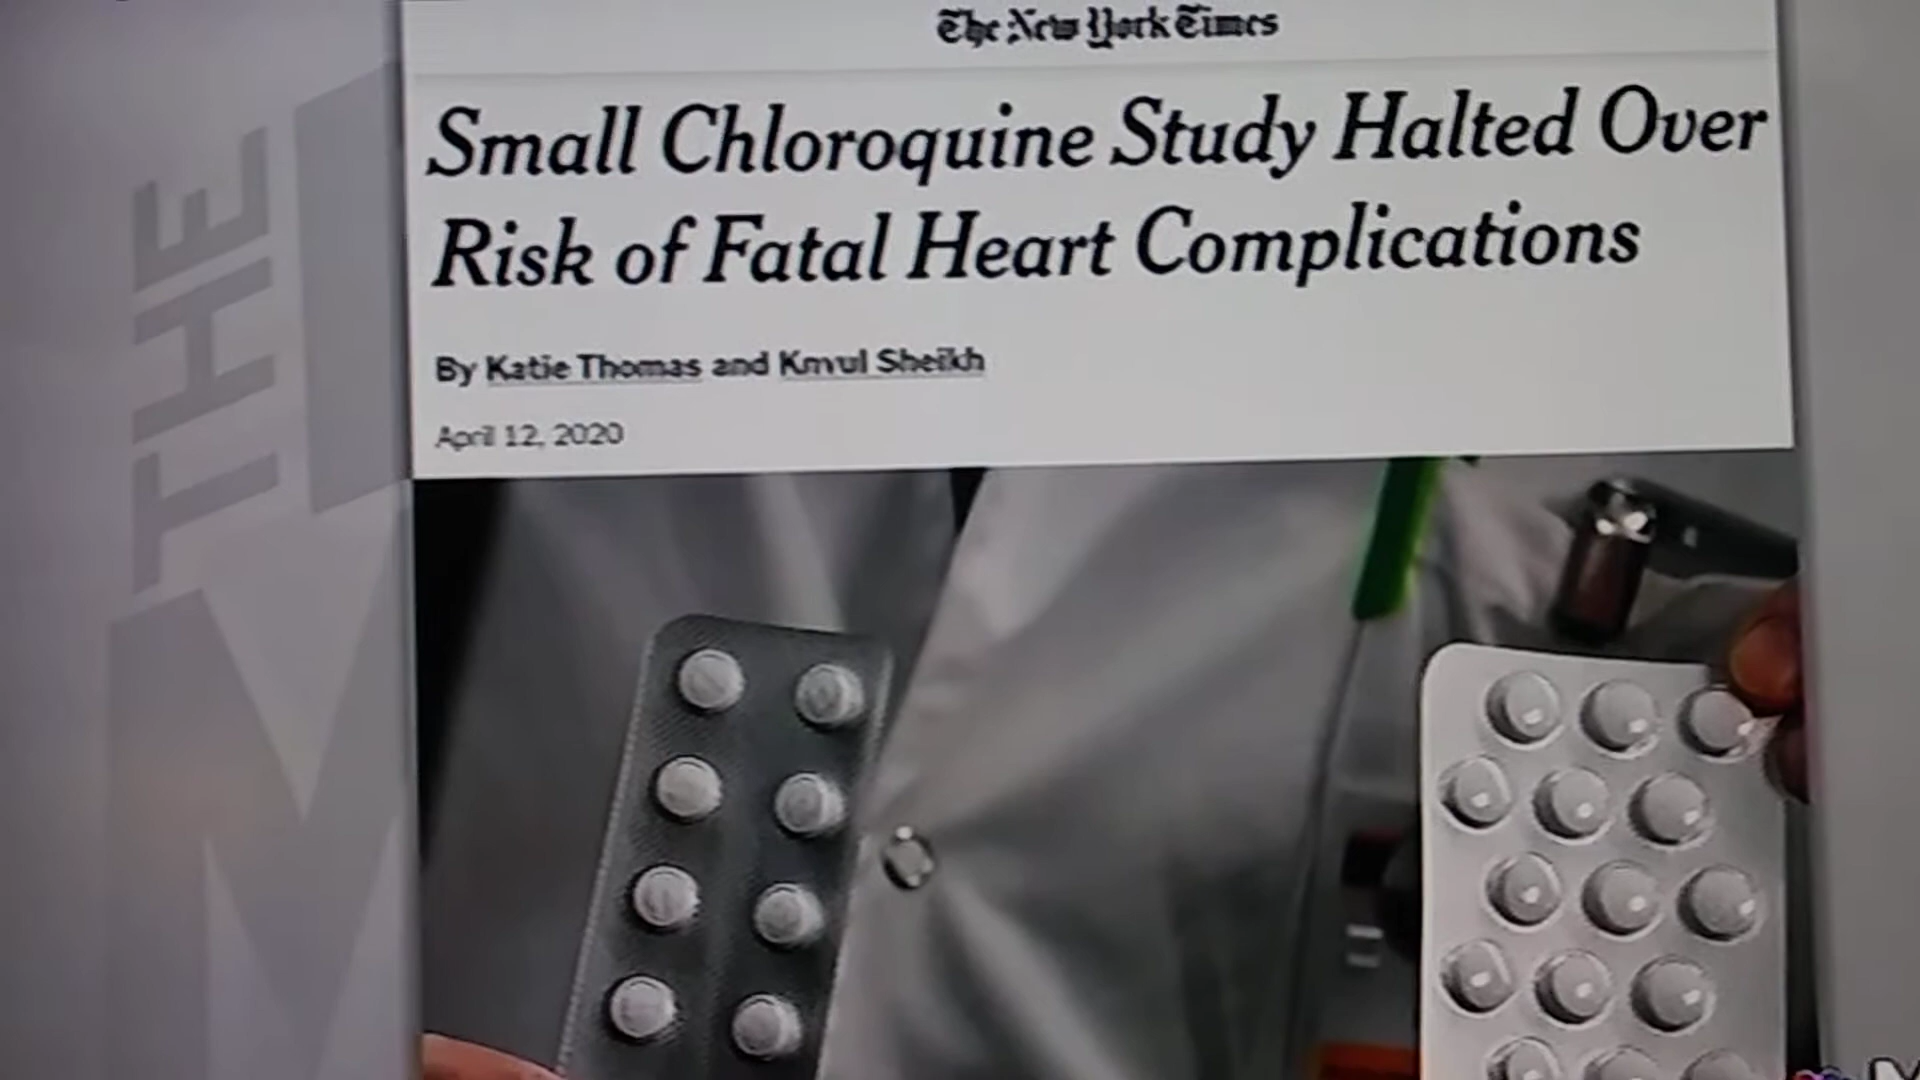 The New York Times
Small Chloroquine Study Halted Over
Risk of Fatal Heart Complications
By Katie Thomas and Knvul Sheikh
April 12, 2020
THE